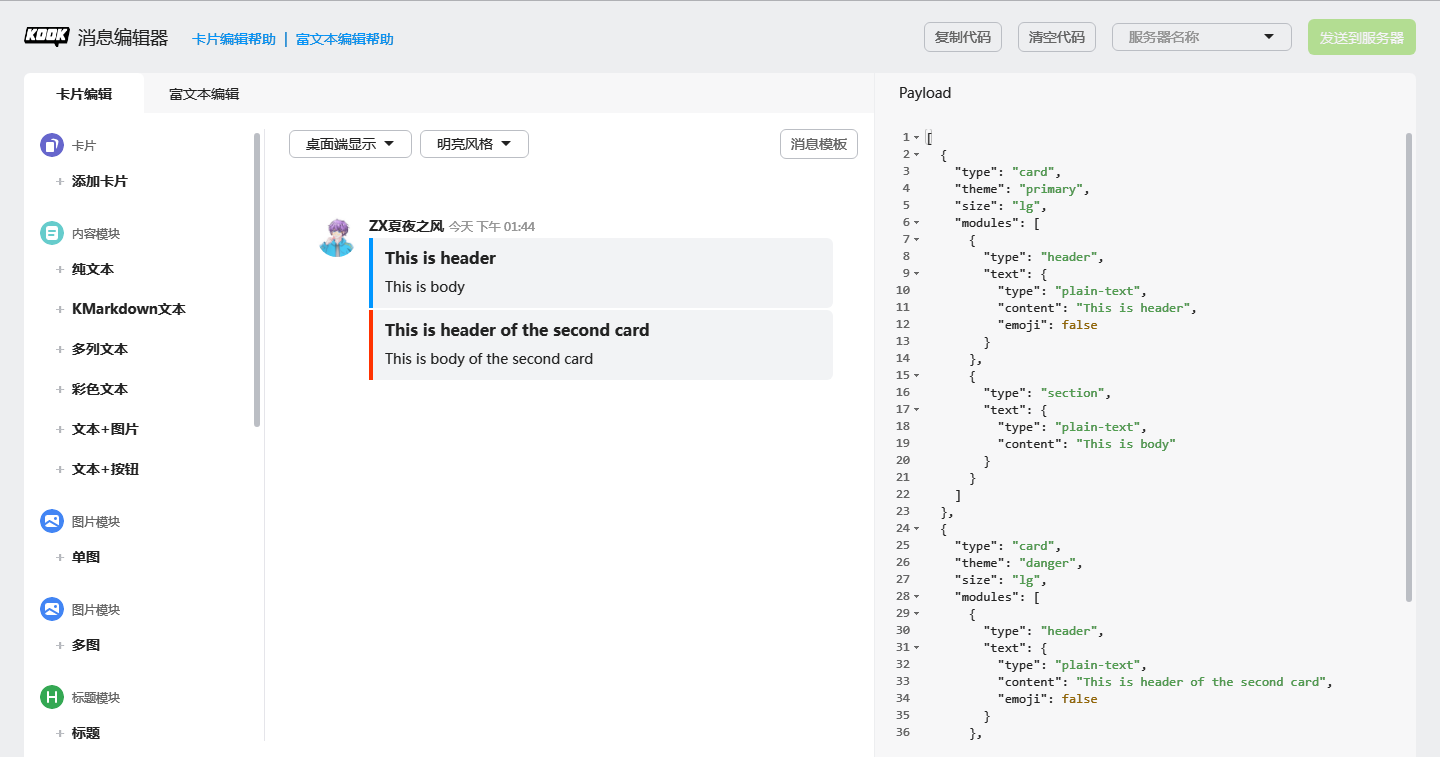 KOOK 消息编辑器 卡片编辑帮助 | 富文本编辑帮助 复制代码 清空代码 服务器名称 发送到服务器
卡片编辑 富文本编辑
卡片
+ 添加卡片
内容模块
+ 纯文本
+ KMarkdown文本
+ 多列文本
+ 彩色文本
+ 文本+图片
+ 文本+按钮
图片模块
+ 单图
图片模块
+ 多图
H 标题模块
+ 标题
桌面端显示 明亮风格 消息模板
ZX夏夜之风 今天 下午 01:44
This is header
This is body
This is header of the second card
This is body of the second card
Payload
1 [
2 {
3 "type": "card",
4 "theme": "primary",
5 "size": "lg",
6 "modules": [
7 {
8 "type": "header",
9 "text": {
10 "type": "plain-text",
11 "content": "This is header",
12 "emoji": false
13 }
14 },
15 {
16 "type": "section",
17 "text": {
18 "type": "plain-text",
19 "content": "This is body"
20 }
21 }
22 ]
23 },
24 {
25 "type": "card",
26 "theme": "danger",
27 "size": "lg",
28 "modules": [
29 {
30 "type": "header",
31 "text": {
32 "type": "plain-text",
33 "content": "This is header of the second card",
34 "emoji": false
35 }
36 },